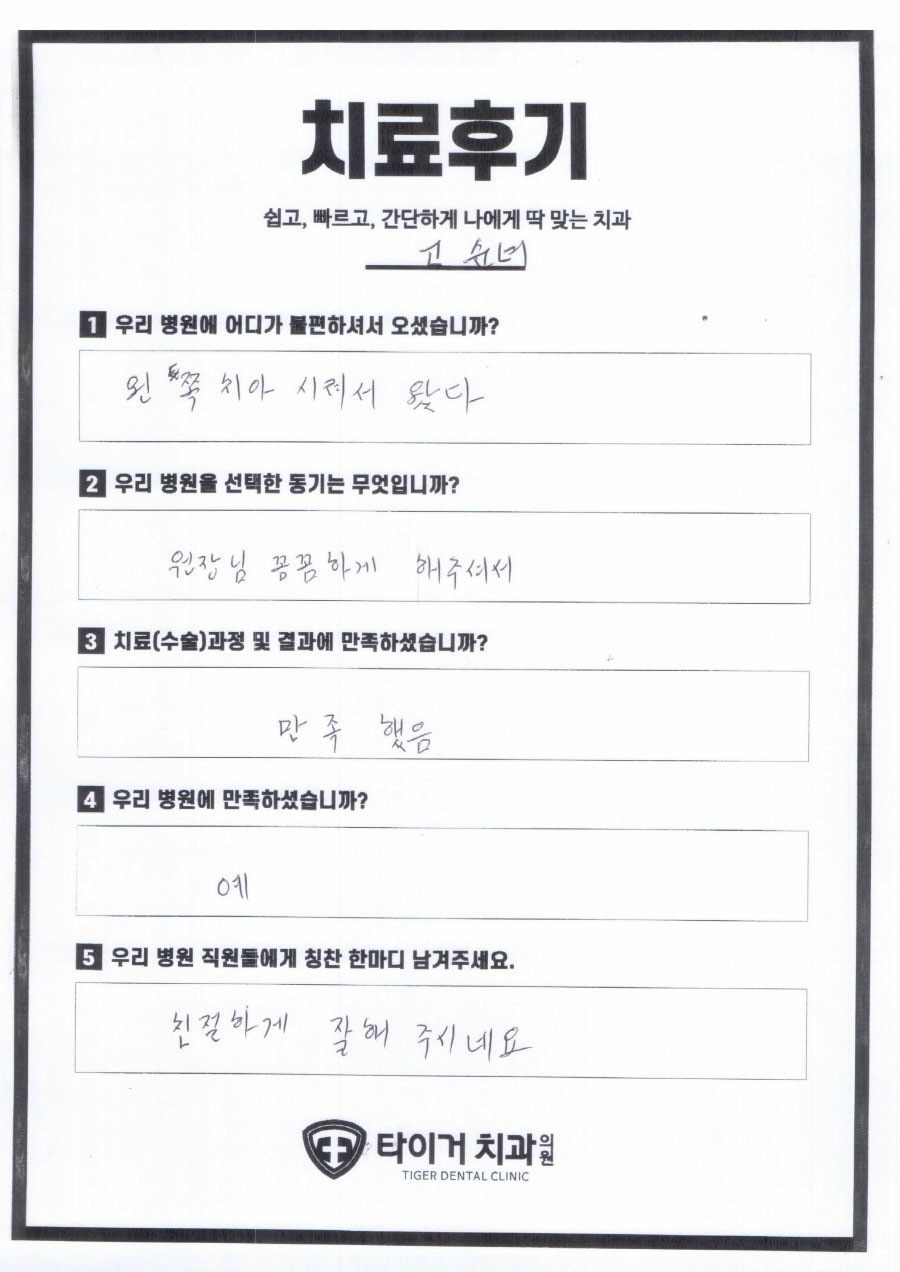 치료후기
쉽고, 빠르고, 간단하게 나에게 딱 맞는 치과
고 순녀
1 우리 병원에 어디가 불편하셔서 오셨습니까?
왼 쪽 치아 시려서 왔다
2 우리 병원을 선택한 동기는 무엇입니까?
원장님 꼼꼼하게 해주셔서
3 치료(수술)과정 및 결과에 만족하셨습니까?
만 족 했음
4 우리 병원에 만족하셨습니까?
예
5 우리 병원 직원들에게 칭찬 한마디 남겨주세요.
친절하게 잘해 주시네요
타이거 치과의원
TIGER DENTAL CLINIC